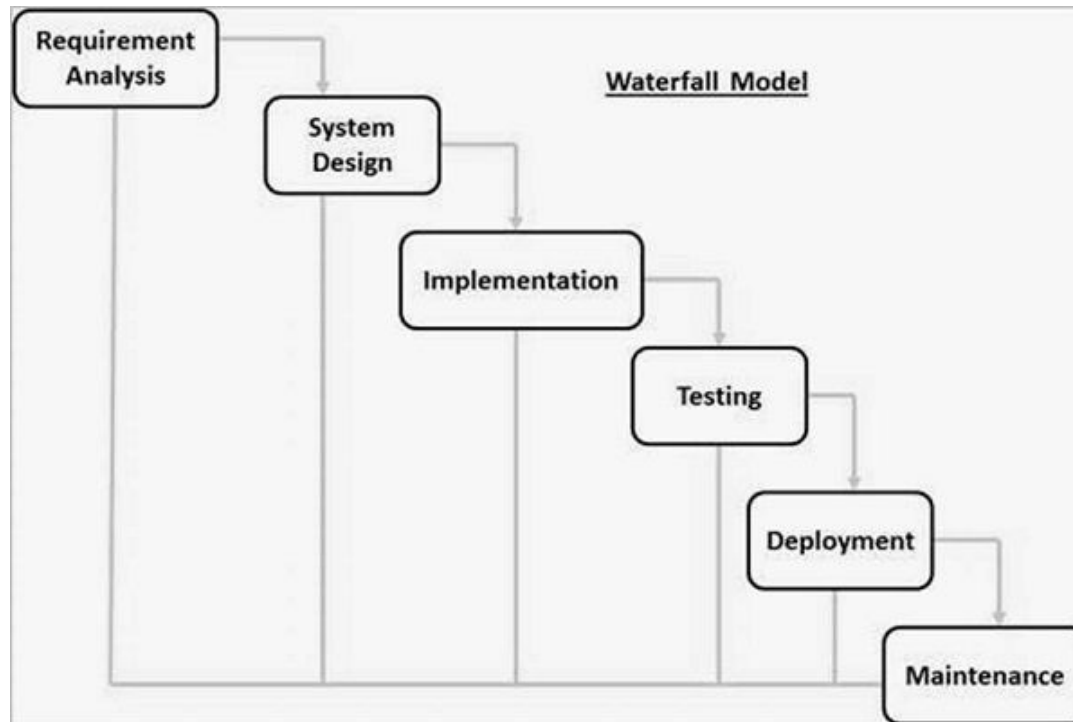 Requirement
Analysis
Waterfall Model
System
Design
Implementation
Testing
Deployment
Maintenance